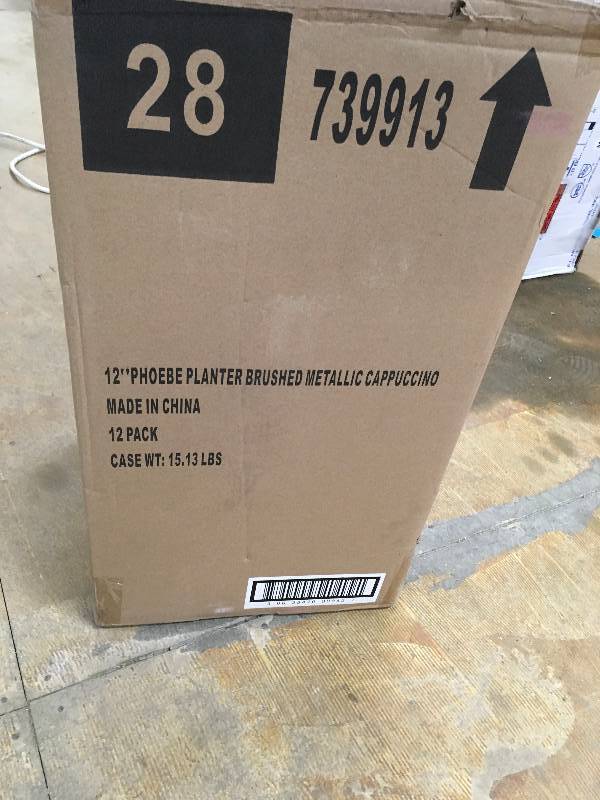 28
739913
12''PHOEBE PLANTER BRUSHED METALLIC CAPPUCCINO
MADE IN CHINA
12 PACK
CASE WT: 15.13 LBS